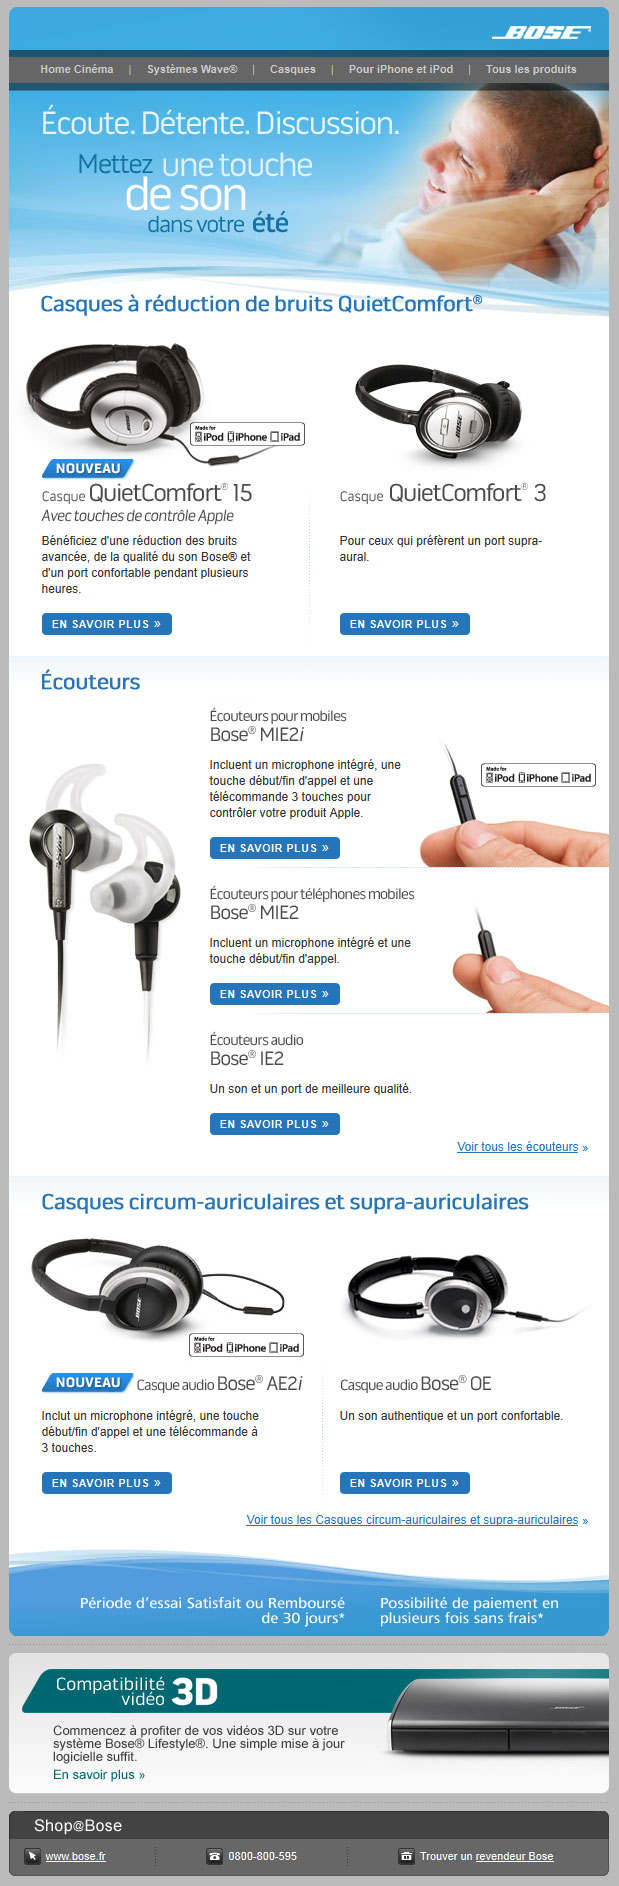 BOSE
Home Cinéma | Systèmes Wave® | Casques | Pour iPhone et iPod | Tous les produits
Écoute. Détente. Discussion.
Mettez une touche
de son
dans votre été
Casques à réduction de bruits QuietComfort®
BOSE
Made for
iPod iPhone iPad
NOUVEAU
Casque QuietComfort® 15
Avec touches de contrôle Apple
Bénéficiez d'une réduction des bruits
avancée, de la qualité du son Bose® et
d'un port confortable pendant plusieurs
heures.
EN SAVOIR PLUS »
BOSE
Casque QuietComfort® 3
Pour ceux qui préfèrent un port supra-
aural.
EN SAVOIR PLUS »
Écouteurs
BOSE
Écouteurs pour mobiles
Bose® MIE2i
Incluent un microphone intégré, une
touche début/fin d'appel et une
télécommande 3 touches pour
contrôler votre produit Apple.
EN SAVOIR PLUS »
Made for
iPod iPhone iPad
Écouteurs pour téléphones mobiles
Bose® MIE2
Incluent un microphone intégré et une
touche début/fin d'appel.
EN SAVOIR PLUS »
Écouteurs audio
Bose® IE2
Un son et un port de meilleure qualité.
EN SAVOIR PLUS »
Voir tous les écouteurs »
Casques circum-auriculaires et supra-auriculaires
BOSE
Made for
iPod iPhone iPad
NOUVEAU Casque audio Bose® AE2i
Inclut un microphone intégré, une touche
début/fin d'appel et une télécommande à
3 touches.
EN SAVOIR PLUS »
BOSE
Casque audio Bose® OE
Un son authentique et un port confortable.
EN SAVOIR PLUS »
Voir tous les Casques circum-auriculaires et supra-auriculaires »
Période d'essai Satisfait ou Remboursé
de 30 jours*
Possibilité de paiement en
plusieurs fois sans frais*
Compatibilité
vidéo 3D
Commencez à profiter de vos vidéos 3D sur votre
système Bose® Lifestyle®. Une simple mise à jour
logicielle suffit.
En savoir plus »
BOSE
Shop@Bose
www.bose.fr
0800-800-595
Trouver un revendeur Bose